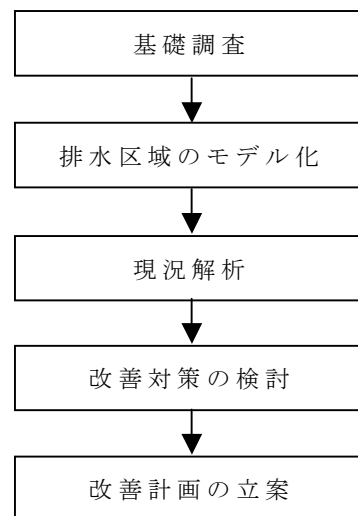 基礎調査
排水区域のモデル化
現況解析
改善対策の検討
改善計画の立案